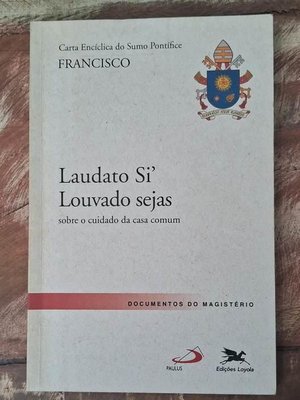 Carta Encíclica do Sumo Pontífice
FRANCISCO
Laudato Si’
Louvado sejas
sobre o cuidado da casa comum
DOCUMENTOS DO MAGISTÉRIO
PAULUS
Edições Loyola